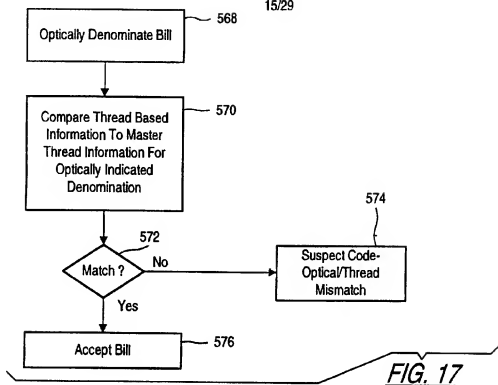 15/29
Optically Denominate Bill
568
Compare Thread Based
Information To Master
Thread Information For
Optically Indicated
Denomination
570
572
Match ?
No
574
Suspect Code-
Optical/Thread
Mismatch
Yes
Accept Bill
576
FIG. 17